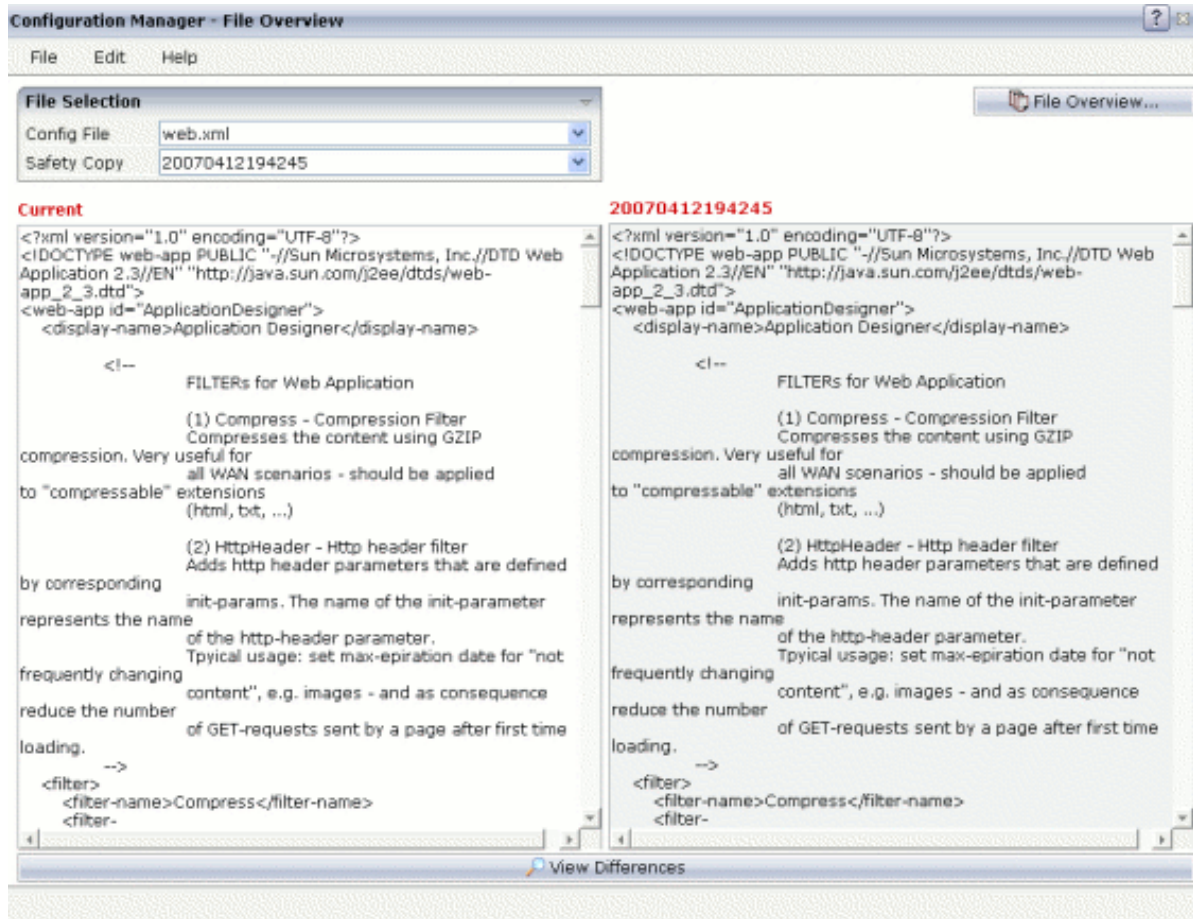 Configuration Manager - File Overview
?
File Edit Help
File Selection
File Overview...
Config File web.xml
Safety Copy 20070412194245
Current
<?xml version="1.0" encoding="UTF-8"?>
<!DOCTYPE web-app PUBLIC "-//Sun Microsystems, Inc.//DTD Web
Application 2.3//EN" "http://java.sun.com/j2ee/dtds/web-
app_2_3.dtd">
<web-app id="ApplicationDesigner">
<display-name>Application Designer</display-name>
<!--
FILTERs for Web Application
(1) Compress - Compression Filter
Compresses the content using GZIP
compression. Very useful for
all WAN scenarios - should be applied
to "compressable" extensions
(html, txt, ...)
(2) HttpHeader - Http header filter
Adds http header parameters that are defined
by corresponding
init-params. The name of the init-parameter
represents the name
of the http-header parameter.
Tpyical usage: set max-epiration date for "not
frequently changing
content", e.g. images - and as consequence
reduce the number
of GET-requests sent by a page after first time
loading.
-->
<filter>
<filter-name>Compress</filter-name>
<filter-
20070412194245
<?xml version="1.0" encoding="UTF-8"?>
<!DOCTYPE web-app PUBLIC "-//Sun Microsystems, Inc.//DTD Web
Application 2.3//EN" "http://java.sun.com/j2ee/dtds/web-
app_2_3.dtd">
<web-app id="ApplicationDesigner">
<display-name>Application Designer</display-name>
<!--
FILTERs for Web Application
(1) Compress - Compression Filter
Compresses the content using GZIP
compression. Very useful for
all WAN scenarios - should be applied
to "compressable" extensions
(html, txt, ...)
(2) HttpHeader - Http header filter
Adds http header parameters that are defined
by corresponding
init-params. The name of the init-parameter
represents the name
of the http-header parameter.
Tpyical usage: set max-epiration date for "not
frequently changing
content", e.g. images - and as consequence
reduce the number
of GET-requests sent by a page after first time
loading.
-->
<filter>
<filter-name>Compress</filter-name>
<filter-
View Differences